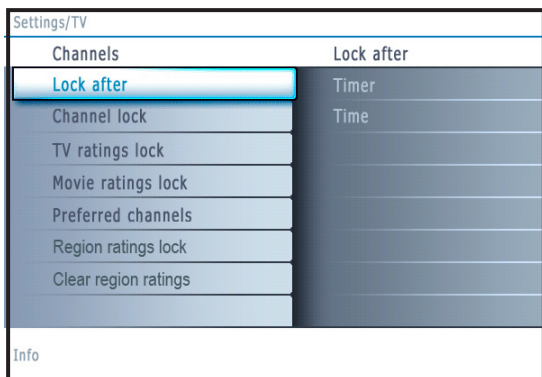 Settings/TV
Channels
Lock after
Lock after
Timer
Channel lock
Time
TV ratings lock
Movie ratings lock
Preferred channels
Region ratings lock
Clear region ratings
Info